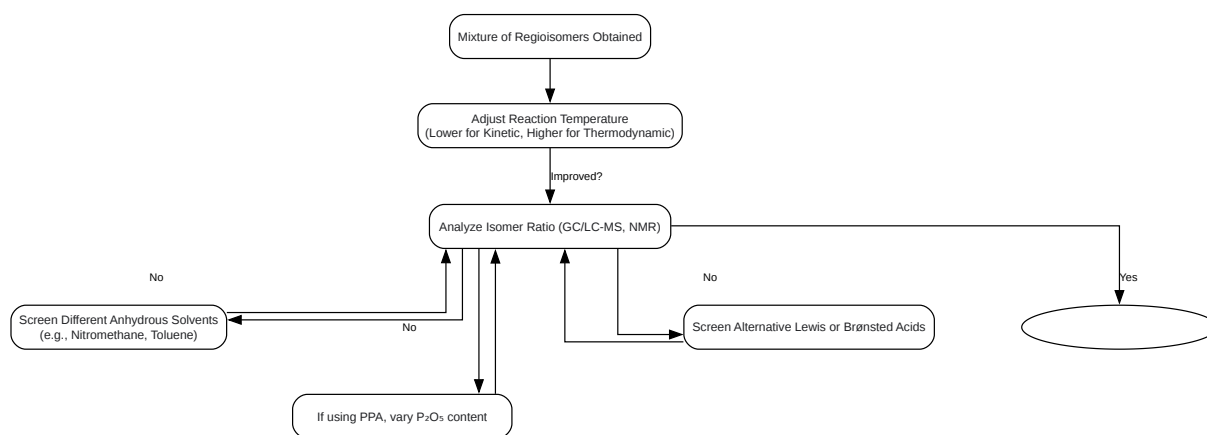 Mixture of Regioisomers Obtained
Adjust Reaction Temperature
(Lower for Kinetic, Higher for Thermodynamic)
Improved?
Analyze Isomer Ratio (GC/LC-MS, NMR)
No
No
Yes
Screen Different Anhydrous Solvents
(e.g., Nitromethane, Toluene)
No
Screen Alternative Lewis or Brønsted Acids
If using PPA, vary P₂O₅ content